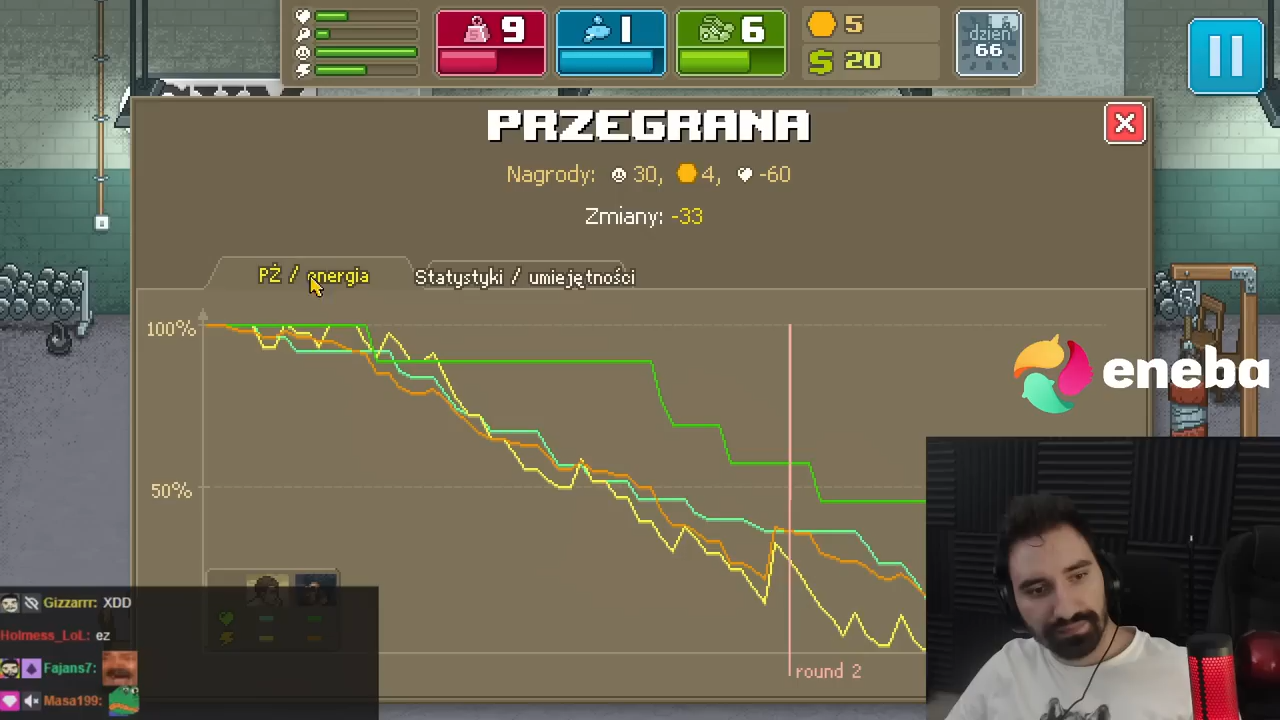 9
1
6
5
$ 20
dzień
66
PRZEGRANA
Nagrody: 30, 4, -60
Zmiany: -33
PŻ / energia
Statystyki / umiejętności
100%
50%
round 2
eneba
Gizzarrr: XDD
Holmess_LoL: ez
Fajans7:
Masa199: